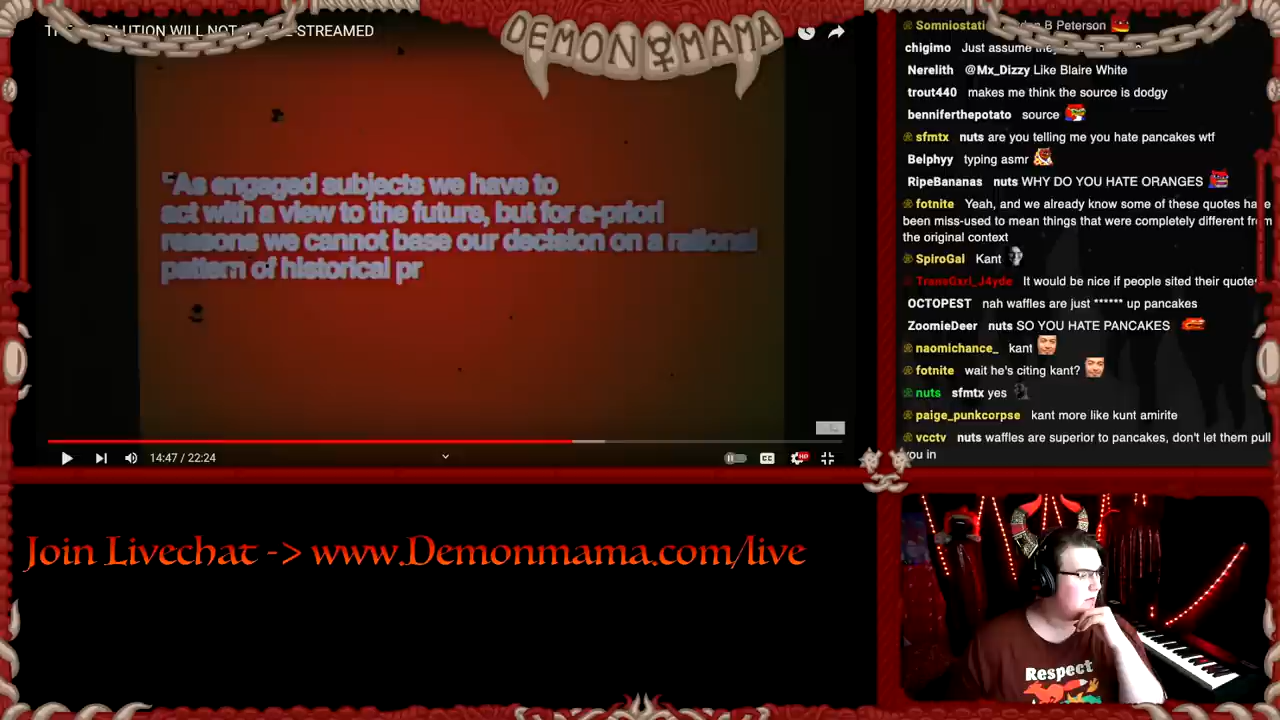 TH
OLUTION WILL NOT
STREAMED
DEMON MAMA
"As engaged subjects we have to
act with a view to the future, but for a-priori
reasons we cannot base our decision on a rational
pattern of historical pr
14:47 / 22:24
CC
HD
Join Livechat -> www.Demonmama.com/live
Somniostati
B Peterson
chigimo Just assume they
Nerelith @Mx_Dizzy Like Blaire White
trout440 makes me think the source is dodgy
benniferthepotato source
sfmtx nuts are you telling me you hate pancakes wtf
Belphyy typing asmr
RipeBananas nuts WHY DO YOU HATE ORANGES
fotnite Yeah, and we already know some of these quotes have
been miss-used to mean things that were completely different from
the original context
SpiroGal Kant
TransGxrl_J4yde It would be nice if people sited their quotes
OCTOPEST nah waffles are just ****** up pancakes
ZoomieDeer nuts SO YOU HATE PANCAKES
naomichance_ kant
fotnite wait he's citing kant?
nuts sfmtx yes
paige_punkcorpse kant more like kunt amirite
vcctv nuts waffles are superior to pancakes, don't let them pull
you in
Respect